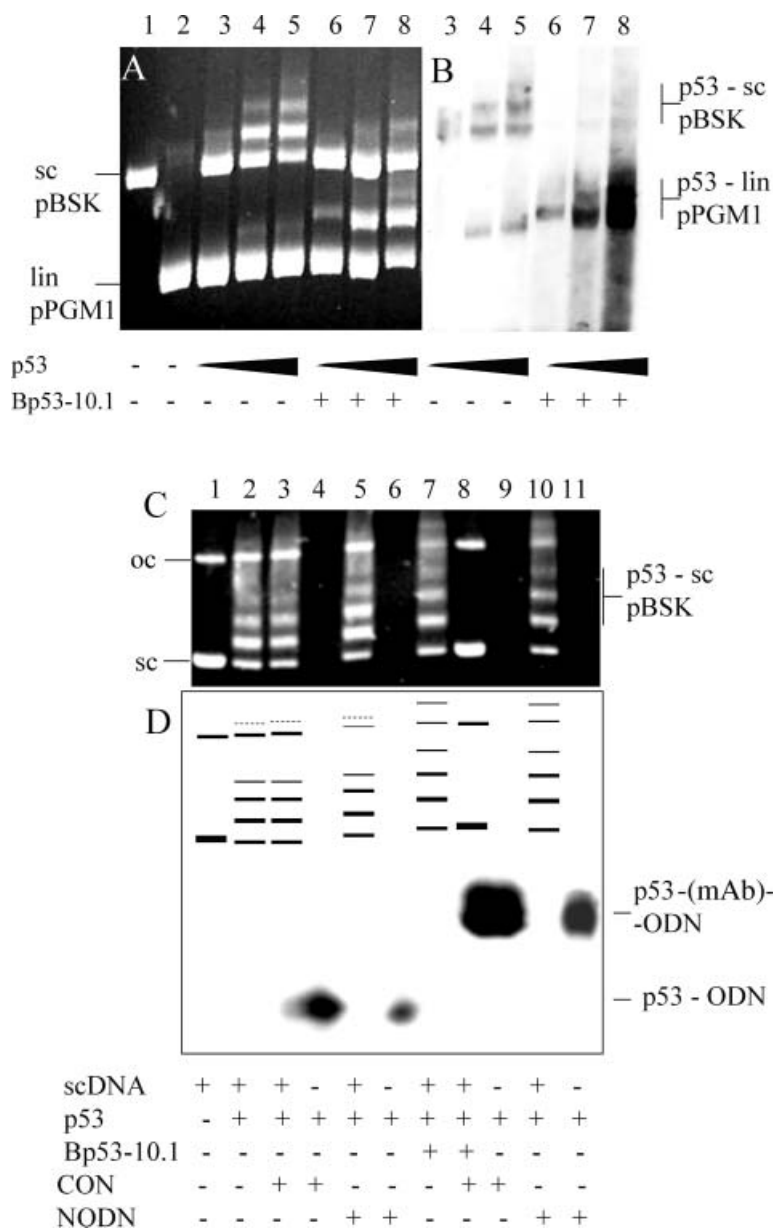 1 2 3 4 5 6 7 8 3 4 5 6 7 8
A B
p53 - sc
pBSK
sc
pBSK
p53 - lin
pPGM1
lin
pPGM1
p53 - -
Bp53-10.1 - - - - - + + + - - - + + +
1 2 3 4 5 6 7 8 9 10 11
C
oc
p53 - sc
pBSK
sc
D
p53-(mAb)-
-ODN
p53 - ODN
scDNA + + + - + - + + - + -
p53 - + + + + + + + + + +
Bp53-10.1 - - - - - - + + - - -
CON - - + + - - - + + - -
NODN - - - - + + - - - + +